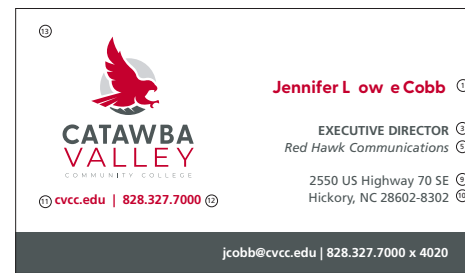 ⑬
Jennifer L ow e Cobb ①
CATAWBA
VALLEY
COMMUNITY COLLEGE
EXECUTIVE DIRECTOR ③
Red Hawk Communications ⑤
2550 US Highway 70 SE ⑨
Hickory, NC 28602-8302 ⑩
⑪ cvcc.edu | 828.327.7000 ⑫
jcobb@cvcc.edu | 828.327.7000 x 4020